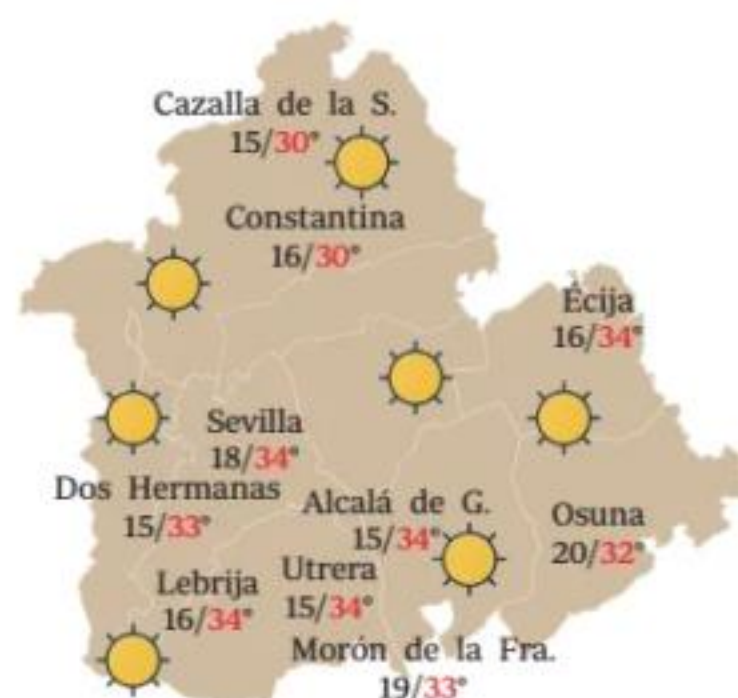 Cazalla de la S.
15/30°
Constantina
16/30°
Écija
16/34°
Sevilla
18/34°
Dos Hermanas
15/33°
Alcalá de G.
15/34°
Osuna
20/32°
Lebrija
16/34°
Utrera
15/34°
Morón de la Fra.
19/33°